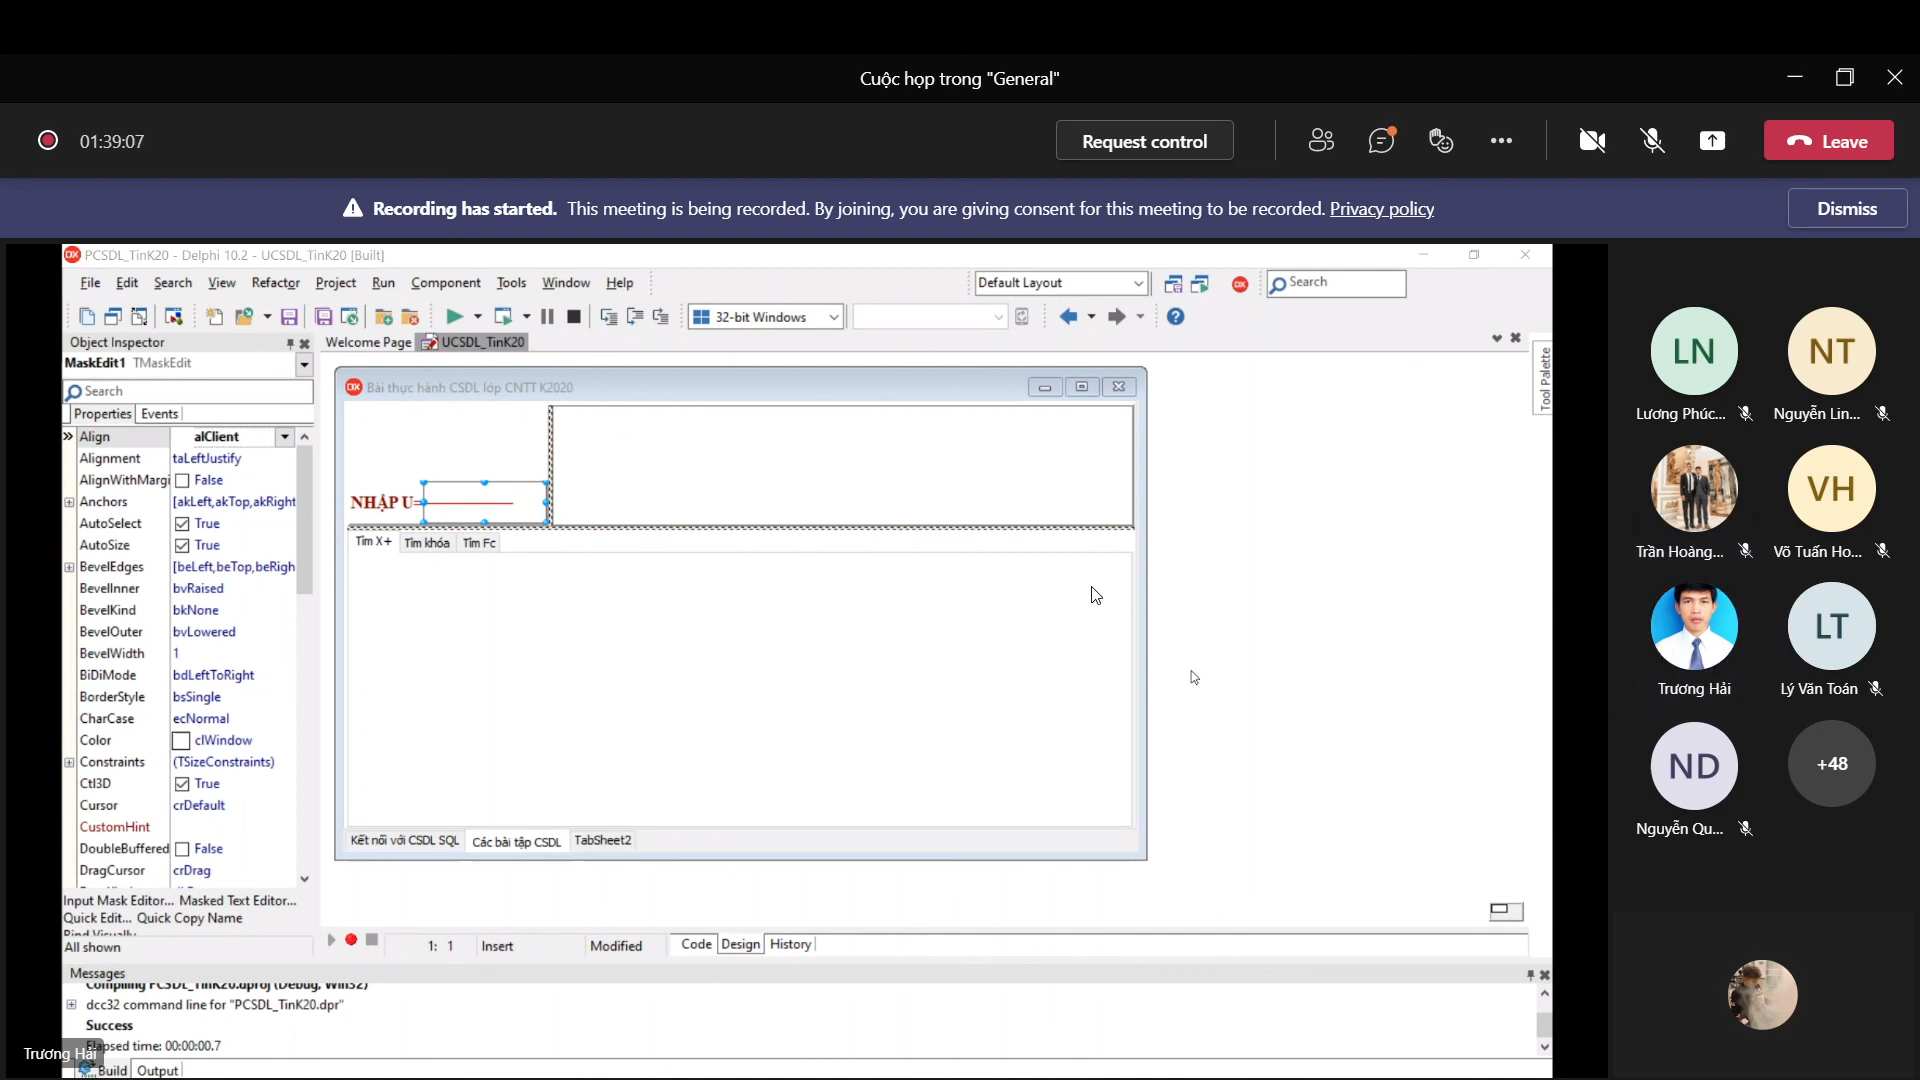 Cuộc họp trong "General"
01:39:07
Request control
Leave
Recording has started. This meeting is being recorded. By joining, you are giving consent for this meeting to be recorded. Privacy policy
Dismiss
PCSDL_TinK20 - Delphi 10.2 - UCSDL_TinK20 [Built]
File Edit Search View Refactor Project Run Component Tools Window Help
Default Layout
Search
32-bit Windows
Object Inspector
Welcome Page UCSDL_TinK20
MaskEdit1 TMaskEdit
Search
Properties Events
Tool Palette
Align alClient
Alignment taLeftJustify
AlignWithMargi False
Anchors [akLeft,akTop,akRight
AutoSelect True
AutoSize True
BevelEdges [beLeft,beTop,beRigh
BevelInner bvRaised
BevelKind bkNone
BevelOuter bvLowered
BevelWidth 1
BiDiMode bdLeftToRight
BorderStyle bsSingle
CharCase ecNormal
Color clWindow
Constraints (TSizeConstraints)
Ctl3D True
Cursor crDefault
CustomHint
DoubleBuffered False
DragCursor crDrag
Input Mask Editor... Masked Text Editor...
Quick Edit... Quick Copy Name
Bind Visually...
All shown
Bài thực hành CSDL lớp CNTT K2020
NHẬP U=
Tìm X+ Tìm khóa Tìm Fc
Kết nối với CSDL SQL Các bài tập CSDL TabSheet2
1: 1 Insert Modified Code Design History
Messages
Compiling PCSDL_TinK20.dproj (Debug, Win32)
dcc32 command line for "PCSDL_TinK20.dpr"
Success
Elapsed time: 00:00:00.7
Build Output
Trương Hải
LN
Lương Phúc...
NT
Nguyễn Lin...
Trần Hoàng...
VH
Võ Tuấn Ho...
Trương Hải
LT
Lý Văn Toán
ND
Nguyễn Qu...
+48